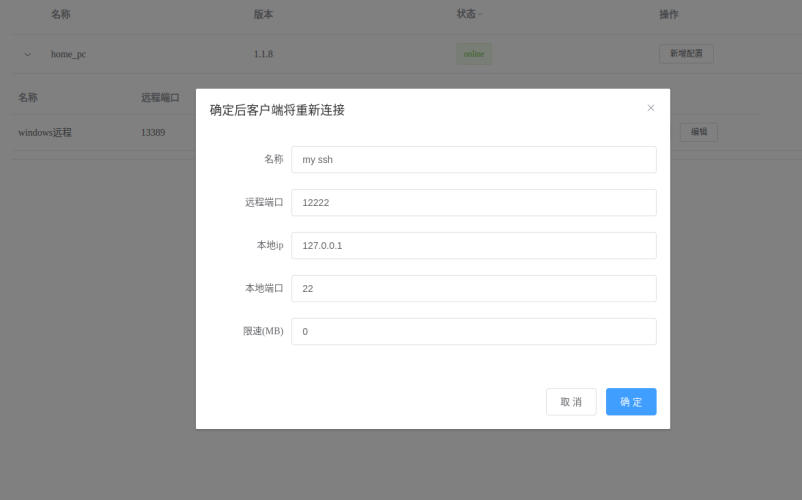 名称 版本 状态 操作
home_pc 1.1.8 online 新增配置
名称 远程端口
windows远程 13389 编辑
确定后客户端将重新连接
名称 my ssh
远程端口 12222
本地ip 127.0.0.1
本地端口 22
限速(MB) 0
取消 确定